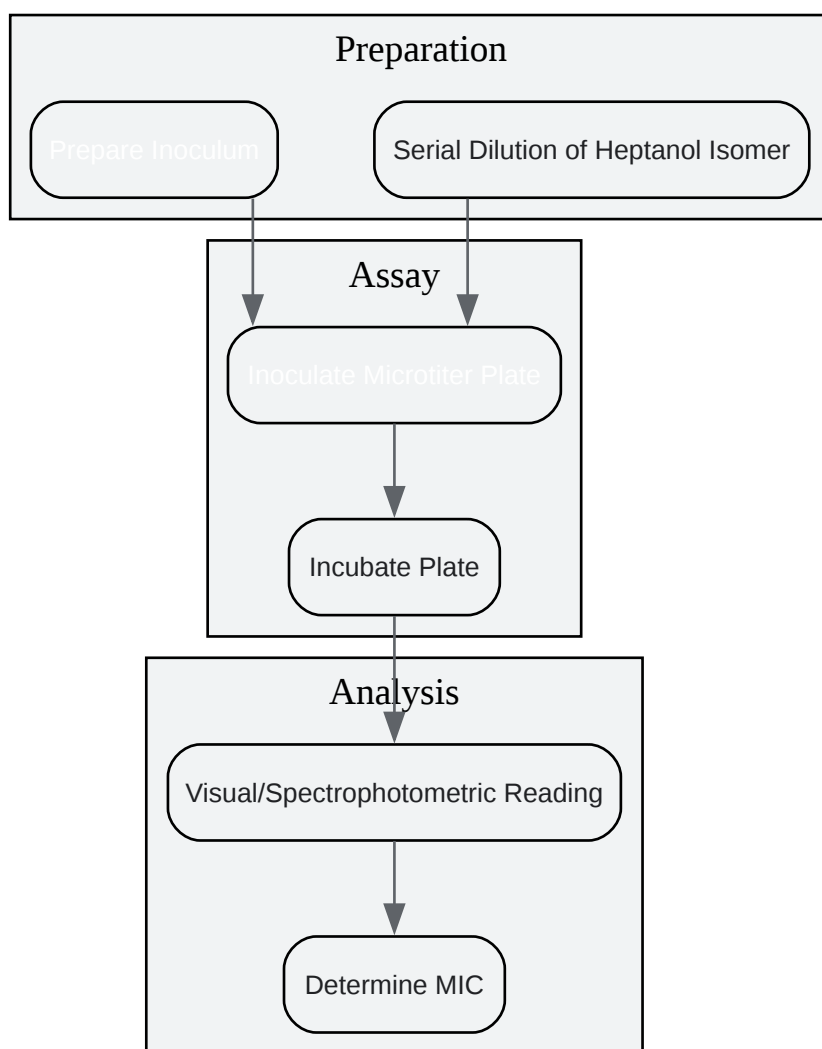 Preparation
Prepare Inoculum
Serial Dilution of Heptanol Isomer
Assay
Inoculate Microtiter Plate
Incubate Plate
Analysis
Visual/Spectrophotometric Reading
Determine MIC